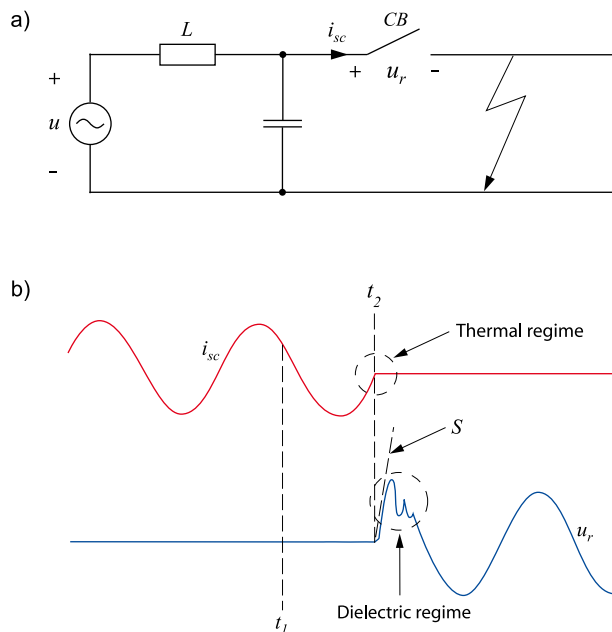 a)
L
i_sc
CB
+
+
u_r
-
u
-
b)
t_2
Thermal regime
i_sc
S
u_r
Dielectric regime
t_1